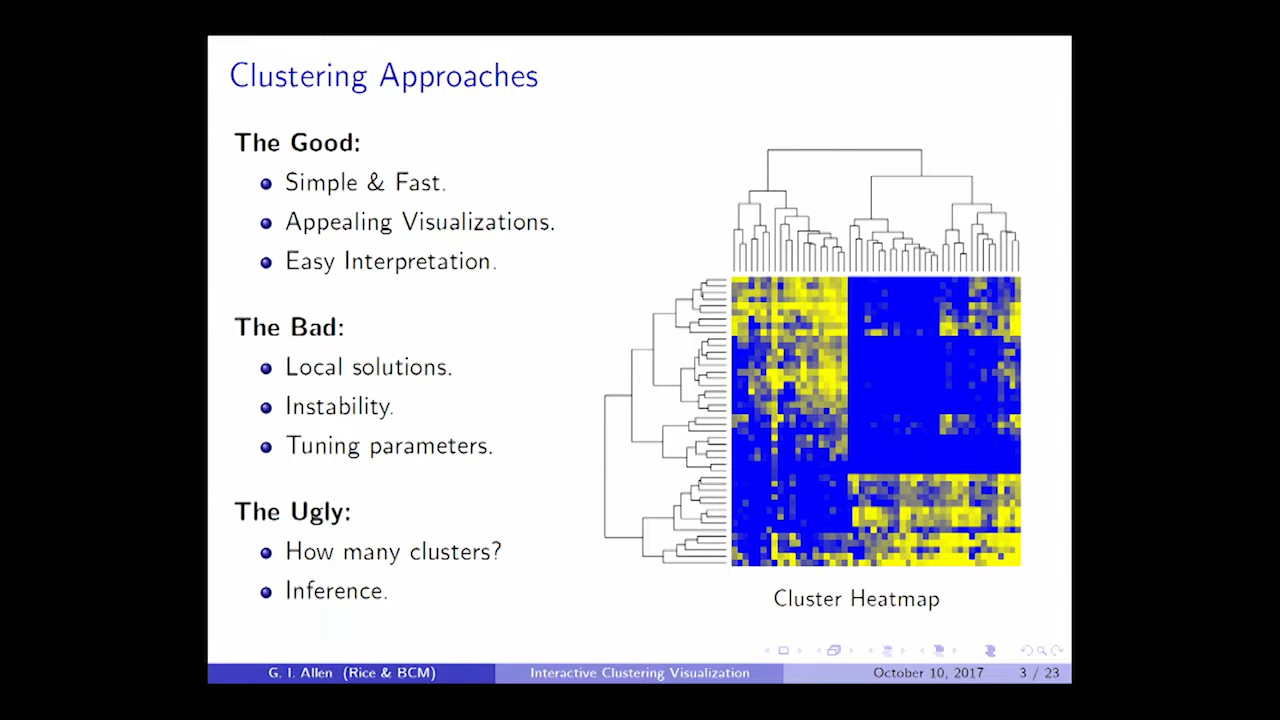 Clustering Approaches
The Good:
Simple & Fast.
Appealing Visualizations.
Easy Interpretation.
The Bad:
Local solutions.
Instability.
Tuning parameters.
The Ugly:
How many clusters?
Inference.
Cluster Heatmap
G. I. Allen (Rice & BCM)
Interactive Clustering Visualization
October 10, 2017
3 / 23